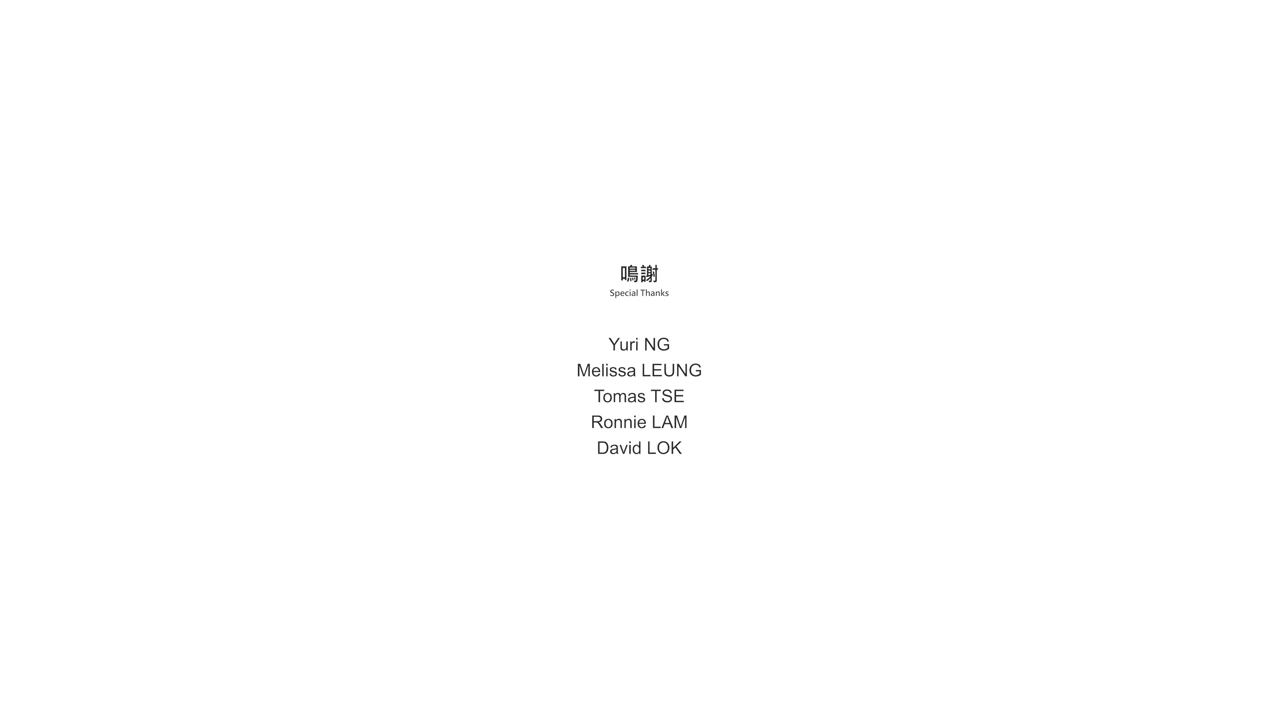 鳴謝
Special Thanks
Yuri NG
Melissa LEUNG
Tomas TSE
Ronnie LAM
David LOK